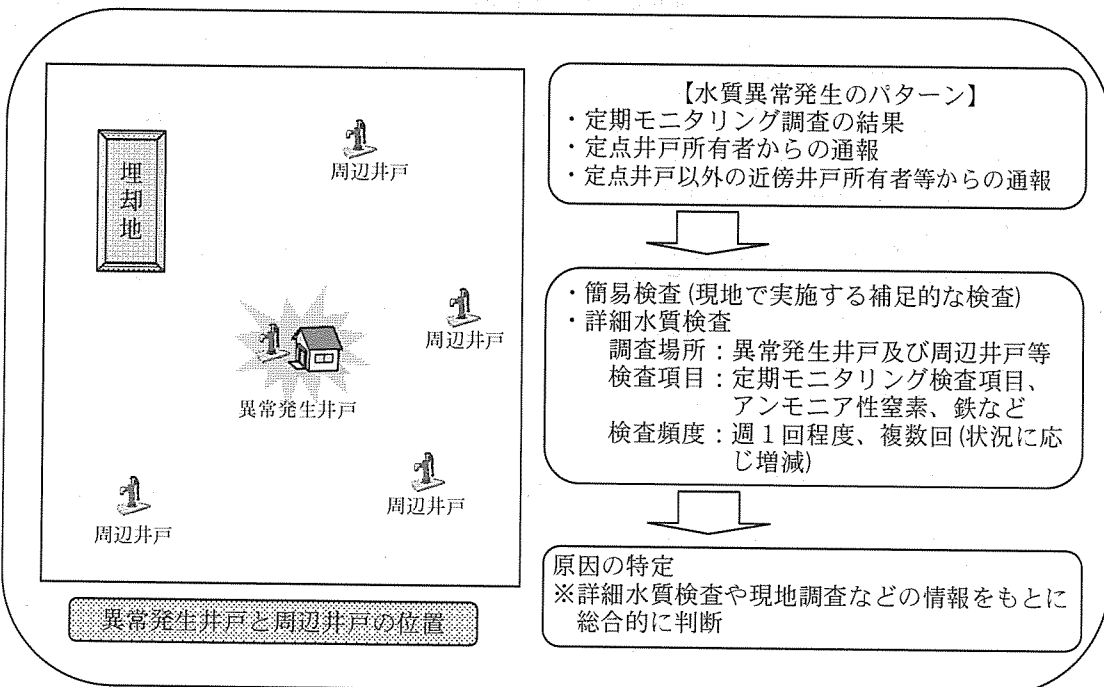 埋却地
周辺井戸
周辺井戸
異常発生井戸
周辺井戸
周辺井戸
異常発生井戸と周辺井戸の位置
【水質異常発生のパターン】
・定期モニタリング調査の結果
・定点井戸所有者からの通報
・定点井戸以外の近傍井戸所有者等からの通報
・簡易検査(現地で実施する補足的な検査)
・詳細水質検査
調査場所：異常発生井戸及び周辺井戸等
検査項目：定期モニタリング検査項目、
アンモニア性窒素、鉄など
検査頻度：週1回程度、複数回(状況に応
じ増減)
原因の特定
※詳細水質検査や現地調査などの情報をもとに
総合的に判断